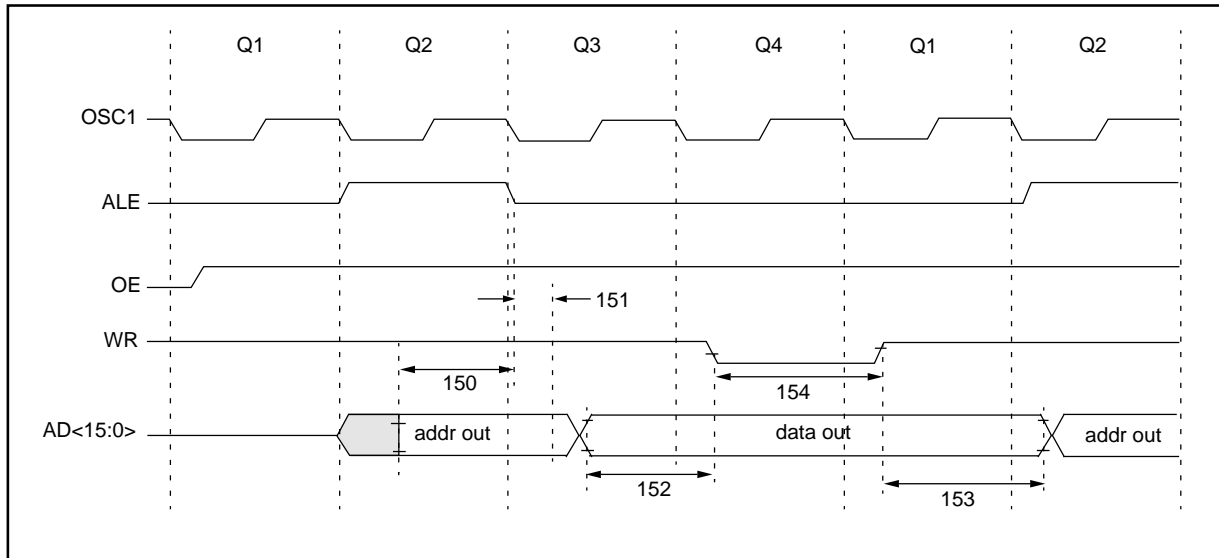 Q1 Q2 Q3 Q4 Q1 Q2
OSC1
ALE
OE
151
WR
150 154
AD<15:0> addr out data out addr out
152 153